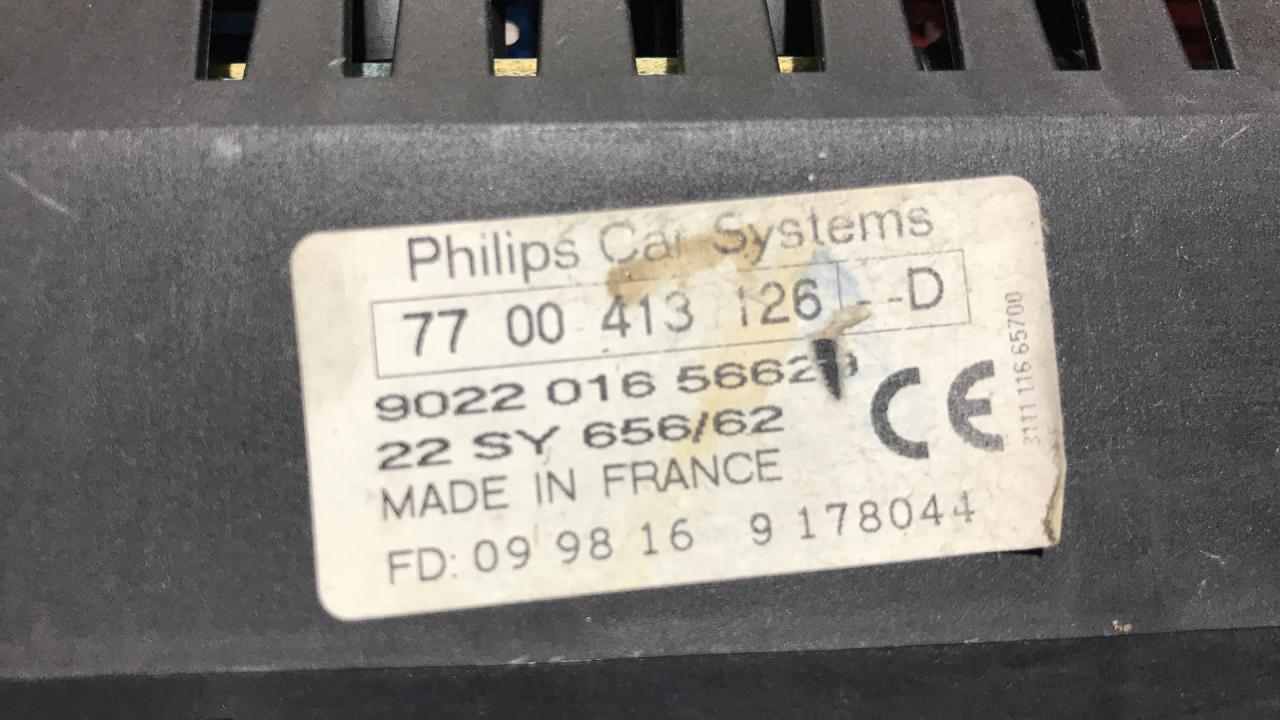 Philips Car Systems
77 00 413 126 --D
9022 016
22 SY 656/62
CE
MADE IN FRANCE
FD: 09 98 16 9 178044
3111 116 65700